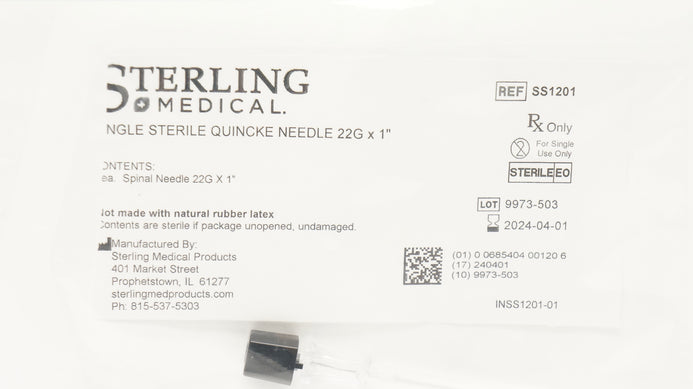 STERLING
MEDICAL.
NGLE STERILE QUINCKE NEEDLE 22G x 1"
ONTENTS:
ea. Spinal Needle 22G X 1"
Not made with natural rubber latex
Contents are sterile if package unopened, undamaged.
Manufactured By:
Sterling Medical Products
401 Market Street
Prophetstown, IL 61277
sterlingmedproducts.com
Ph: 815-537-5303
REF SS1201
Rx Only
2 For Single
Use Only
STERILE EO
LOT 9973-503
2024-04-01
(01) 0 0685404 00120 6
(17) 240401
(10) 9973-503
INSS1201-01